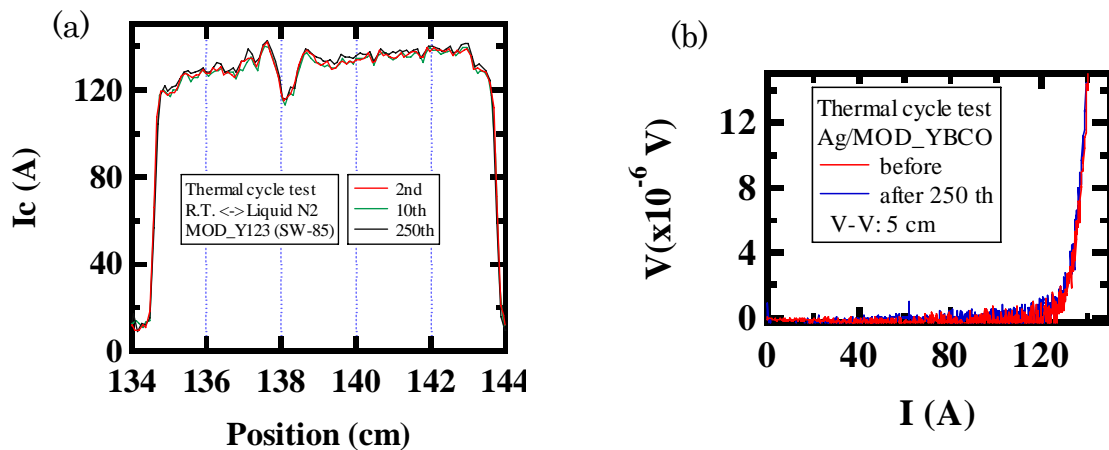 (a)
Ic (A)
120
80
40
0
Thermal cycle test
R.T. <->Liquid N2
MOD_Y123 (SW-85)
2nd
10th
250th
134 136 138 140 142 144
Position (cm)
(b)
V(x10⁻⁶ V)
12
8
4
0
Thermal cycle test
Ag/MOD_YBCO
before
after 250 th
V-V: 5 cm
0 40 80 120
I (A)